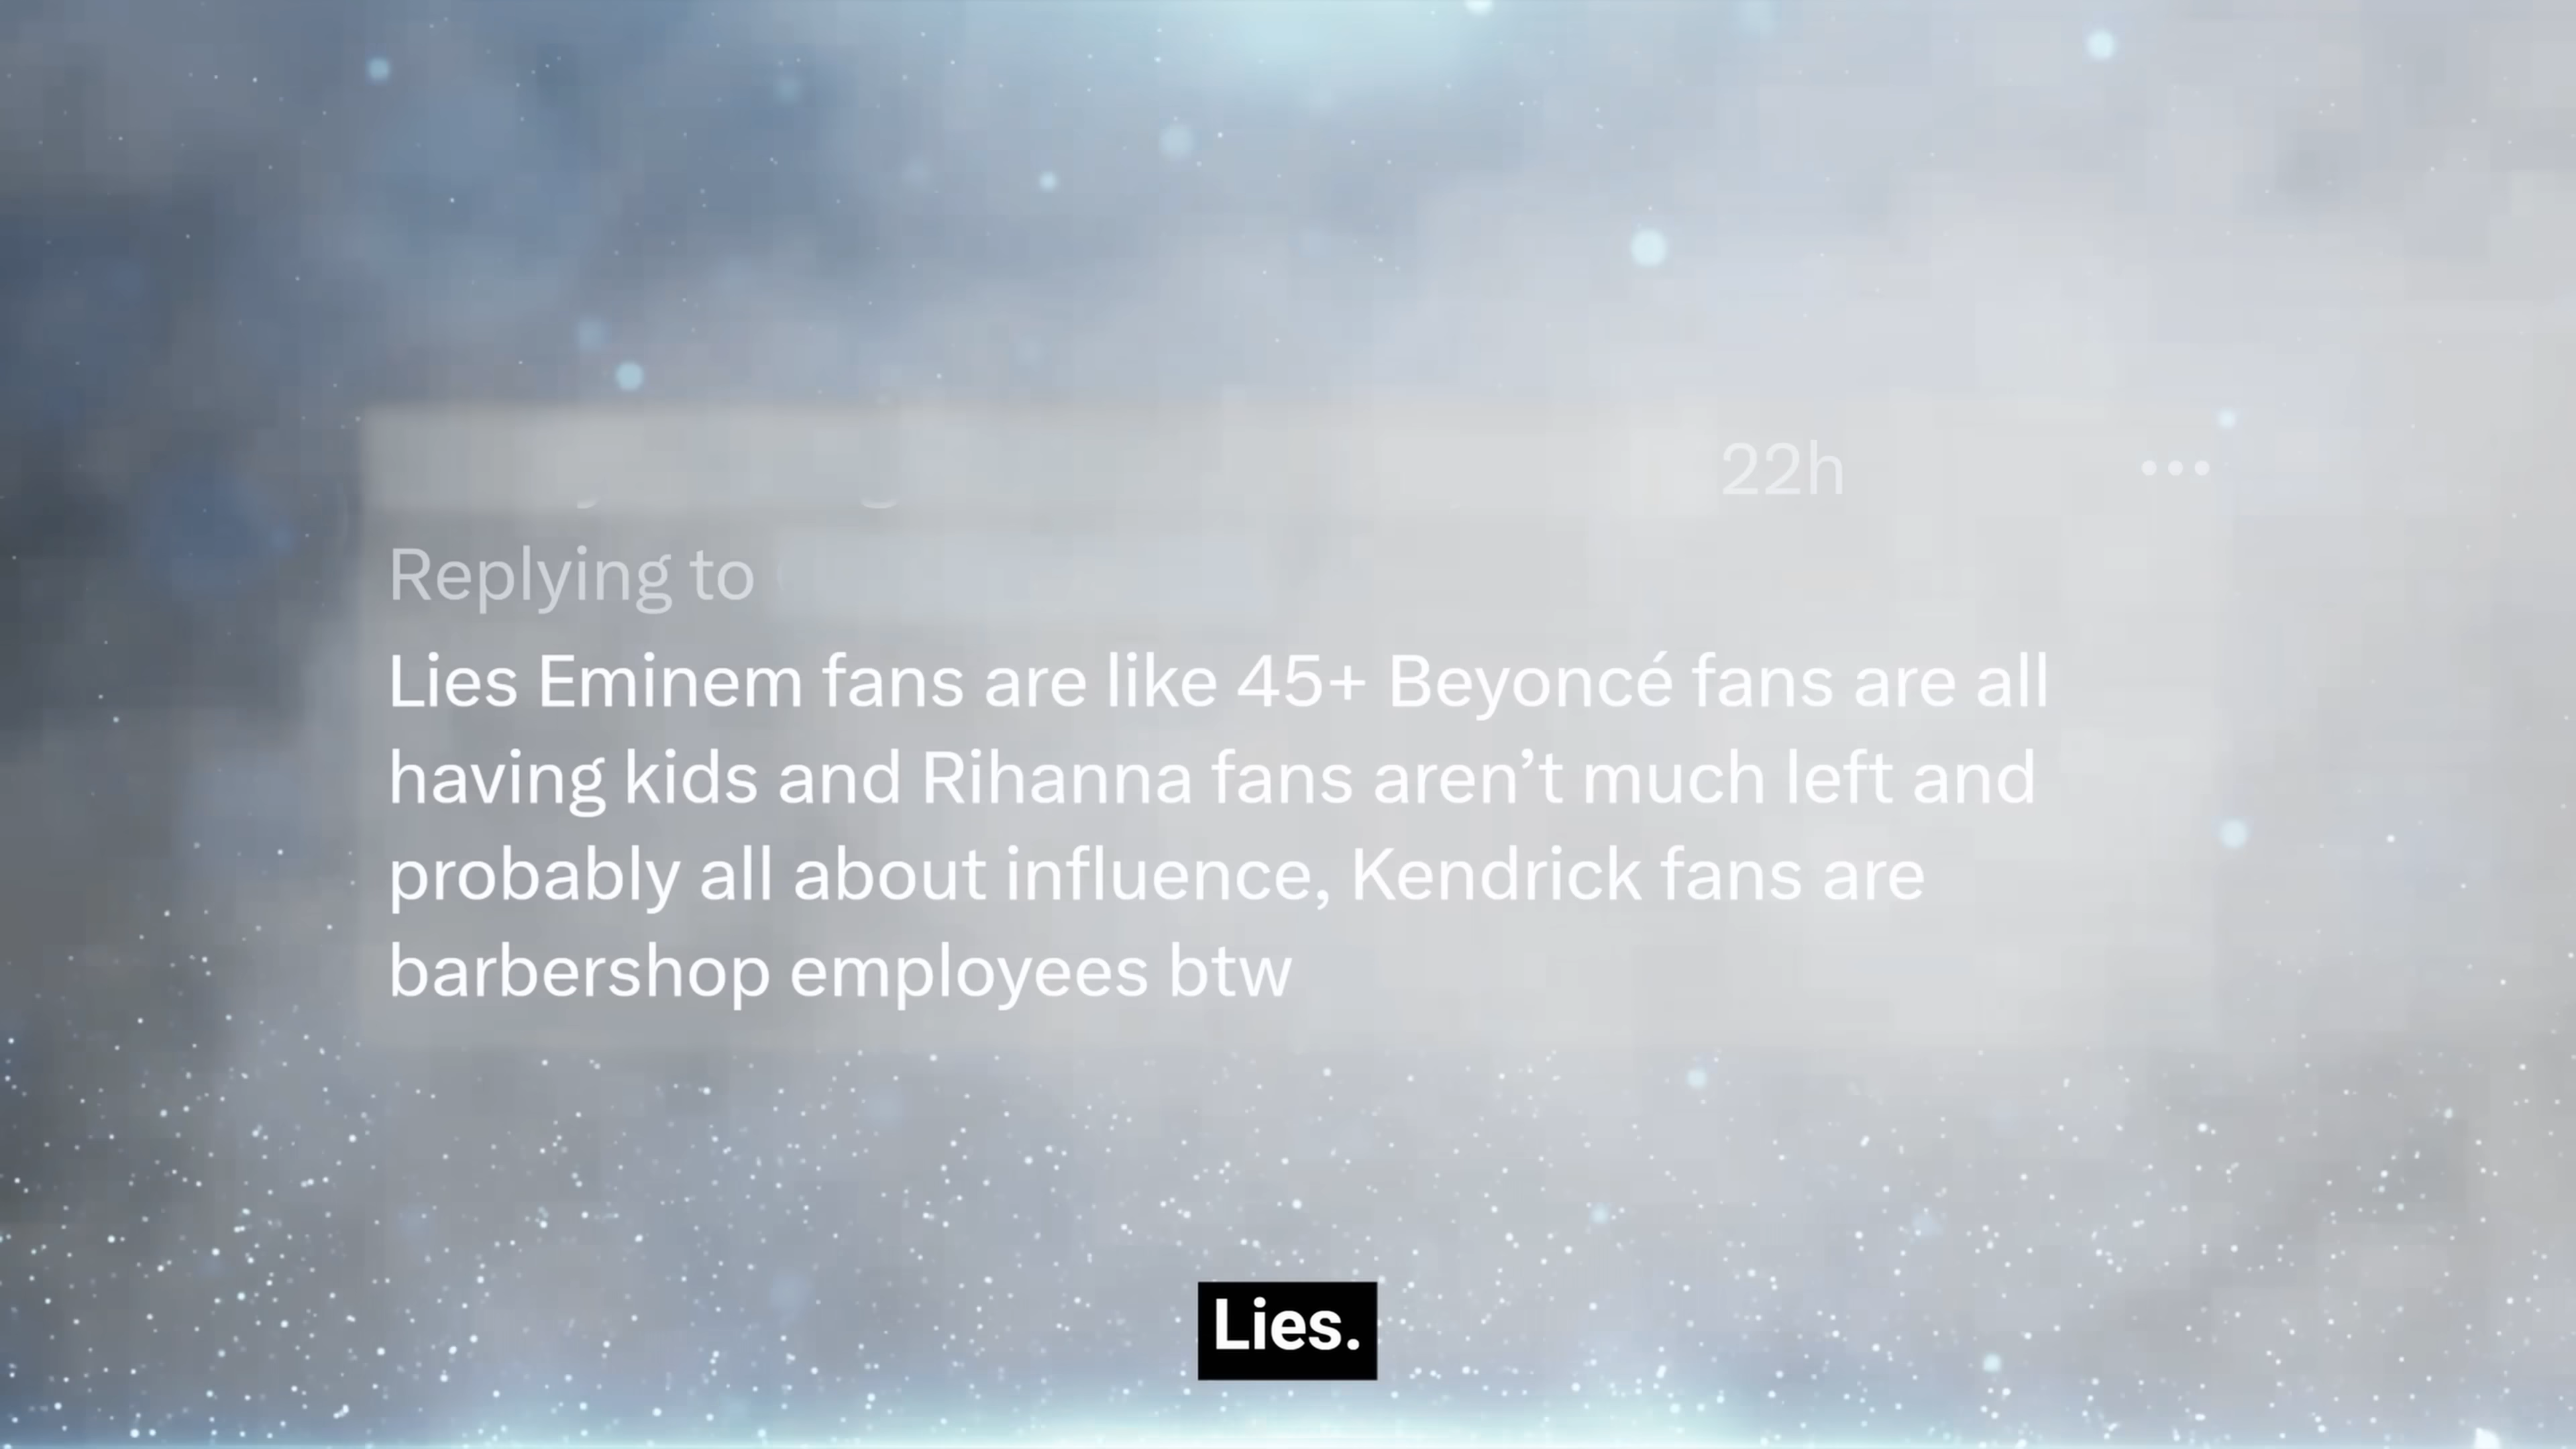 22h
Replying to
Lies Eminem fans are like 45+ Beyoncé fans are all
having kids and Rihanna fans aren’t much left and
probably all about influence, Kendrick fans are
barbershop employees btw
Lies.